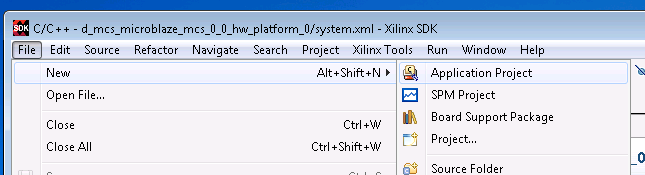 SDK C/C++ - d_mcs_microblaze_mcs_0_0_hw_platform_0/system.xml - Xilinx SDK
File Edit Source Refactor Navigate Search Project Xilinx Tools Run Window Help
New Alt+Shift+N Application Project
Open File... SPM Project
Board Support Package
Close Ctrl+W Project...
Close All Ctrl+Shift+W
Source Folder